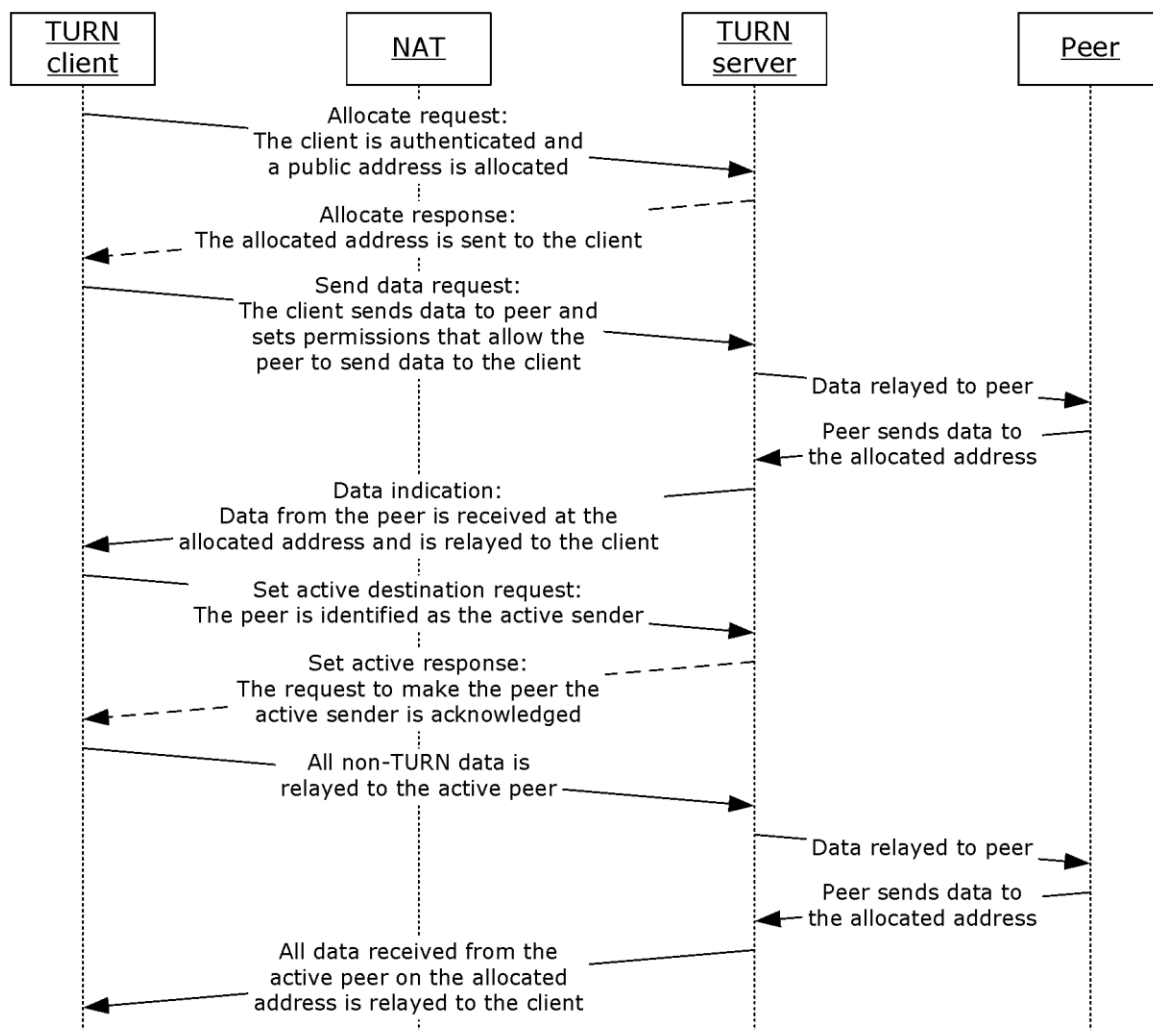 TURN
client
NAT
TURN
server
Peer
Allocate request:
The client is authenticated and
a public address is allocated
Allocate response:
The allocated address is sent to the client
Send data request:
The client sends data to peer and
sets permissions that allow the
peer to send data to the client
Data relayed to peer
Peer sends data to
the allocated address
Data indication:
Data from the peer is received at the
allocated address and is relayed to the client
Set active destination request:
The peer is identified as the active sender
Set active response:
The request to make the peer the
active sender is acknowledged
All non-TURN data is
relayed to the active peer
Data relayed to peer
Peer sends data to
the allocated address
All data received from the
active peer on the allocated
address is relayed to the client